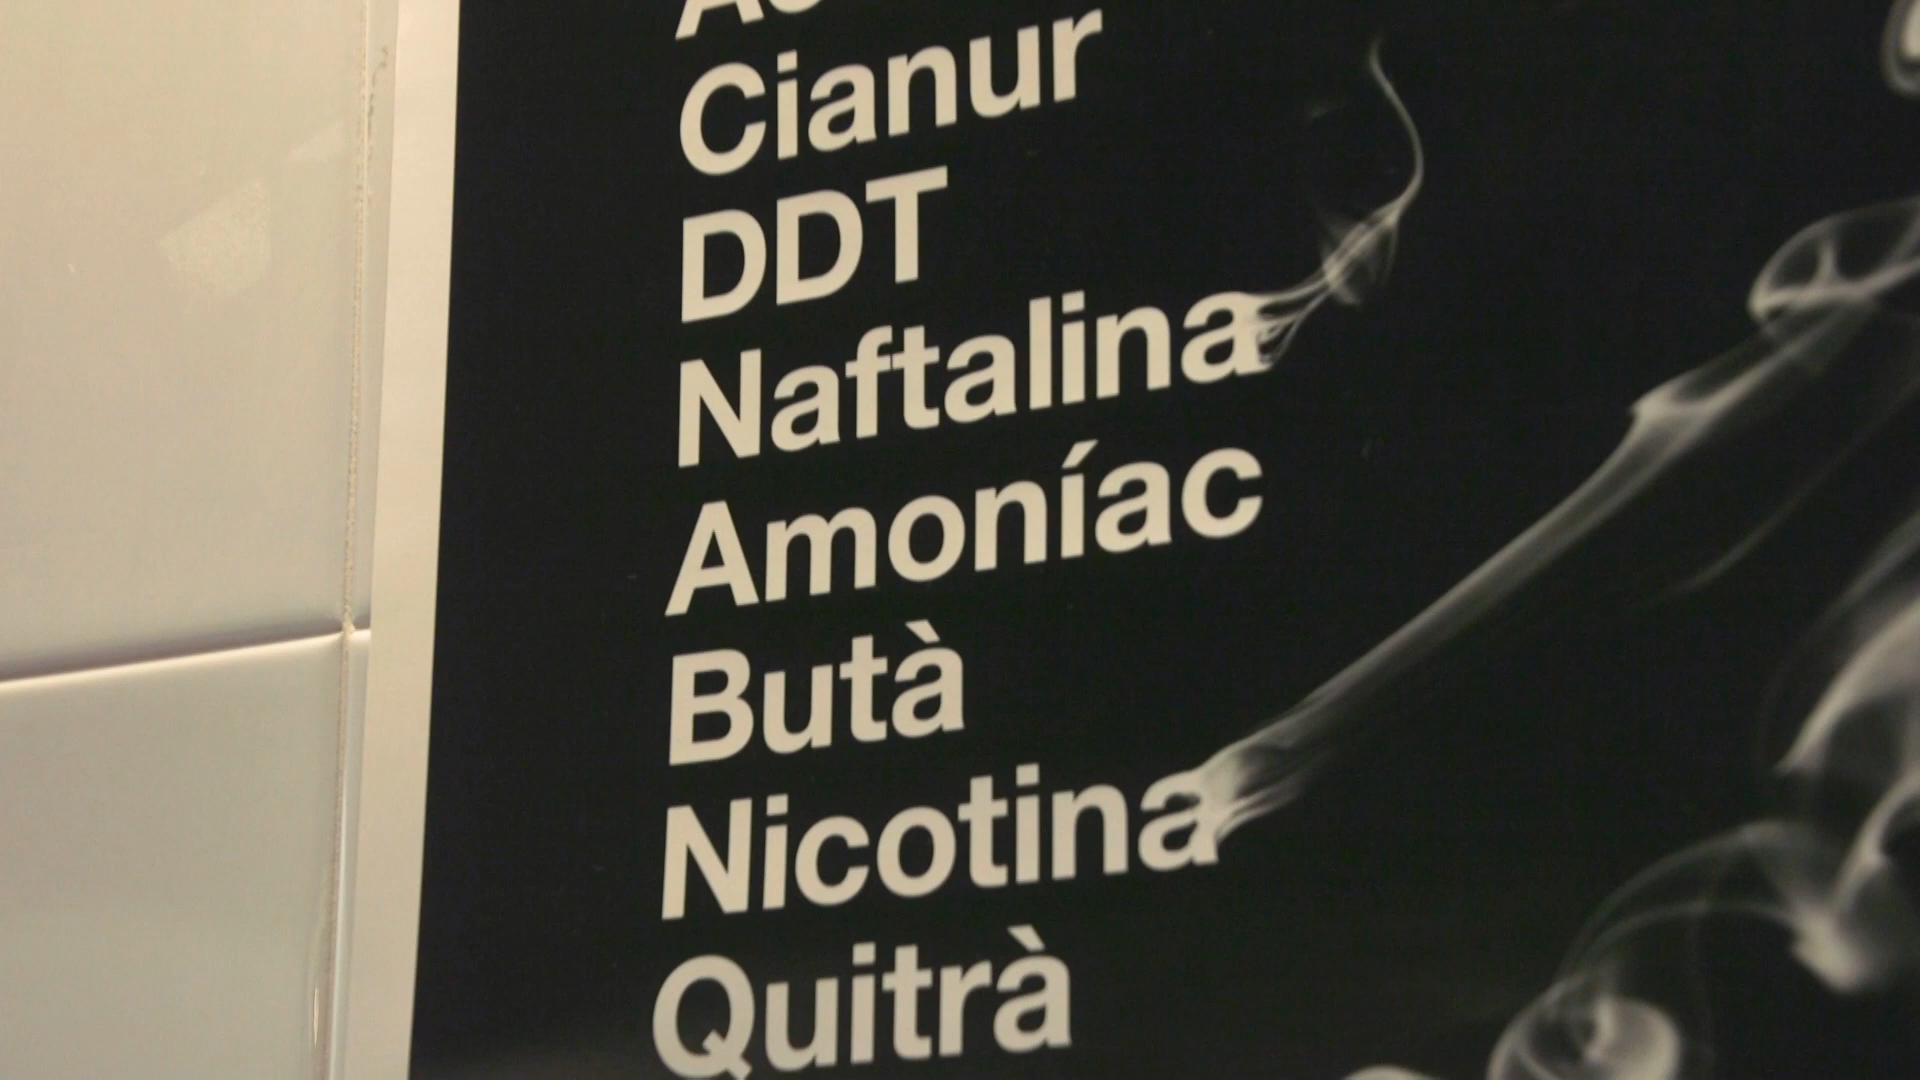 Cianur
DDT
Naftalina
Amoníac
Butà
Nicotina
Quitrà